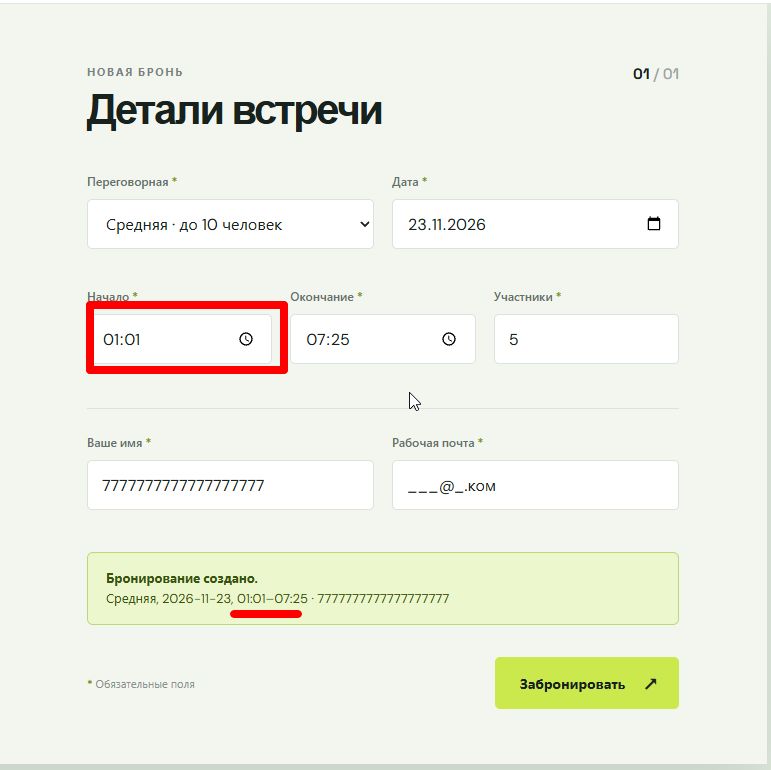 НОВАЯ БРОНЬ
01 / 01
Детали встречи
Переговорная *
Дата *
Средняя · до 10 человек
23.11.2026
Начало *
Окончание *
Участники *
01:01
07:25
5
Ваше имя *
Рабочая почта *
7777777777777777777
___@_.ком
Бронирование создано.
Средняя, 2026-11-23, 01:01–07:25 · 7777777777777777777
* Обязательные поля
Забронировать ↗